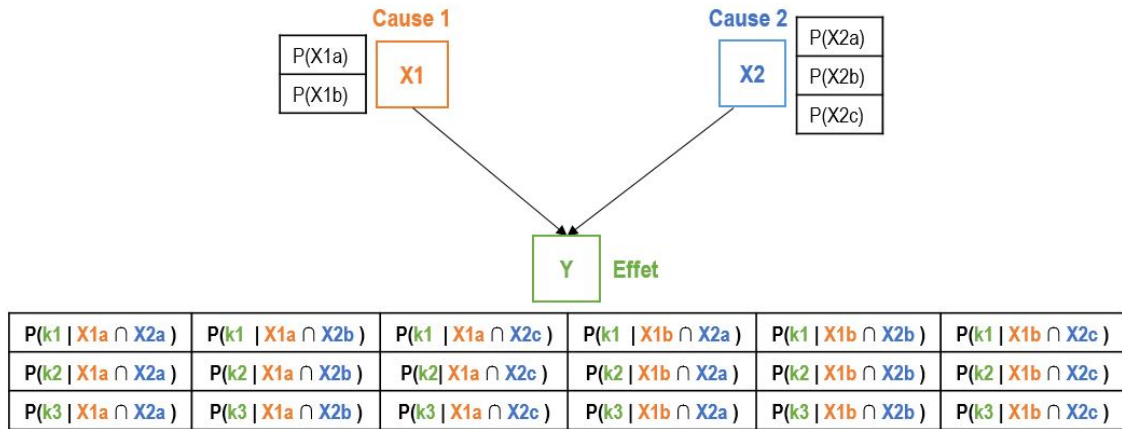 Cause 1
Cause 2
P(X1a)
P(X1b)
X1
X2
P(X2a)
P(X2b)
P(X2c)
Y
Effet
P(k1 | X1a ∩ X2a ) P(k1 | X1a ∩ X2b ) P(k1 | X1a ∩ X2c ) P(k1 | X1b ∩ X2a ) P(k1 | X1b ∩ X2b ) P(k1 | X1b ∩ X2c )
P(k2 | X1a ∩ X2a ) P(k2 | X1a ∩ X2b ) P(k2| X1a ∩ X2c ) P(k2 | X1b ∩ X2a ) P(k2 | X1b ∩ X2b ) P(k2 | X1b ∩ X2c )
P(k3 | X1a ∩ X2a ) P(k3 | X1a ∩ X2b ) P(k3 | X1a ∩ X2c ) P(k3 | X1b ∩ X2a ) P(k3 | X1b ∩ X2b ) P(k3 | X1b ∩ X2c )